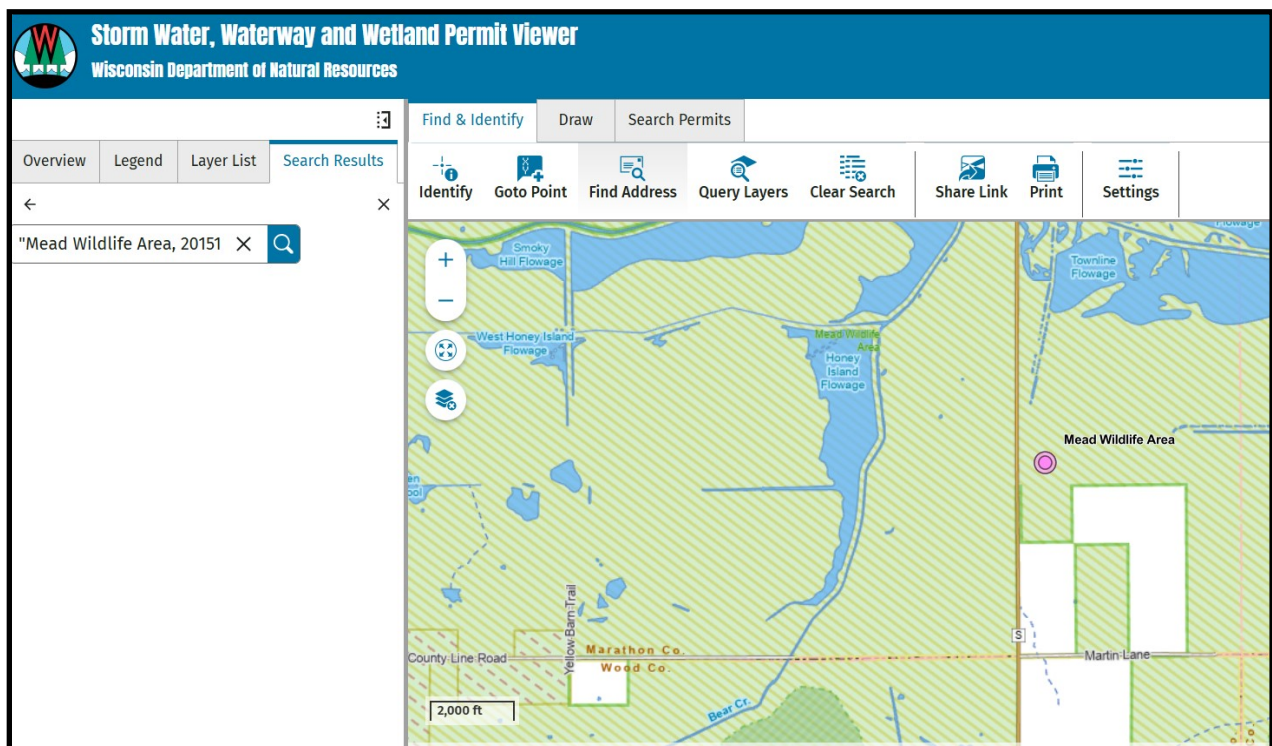 Storm Water, Waterway and Wetland Permit Viewer
Wisconsin Department of Natural Resources
Find & Identify
Draw
Search Permits
Overview
Legend
Layer List
Search Results
Identify
Goto Point
Find Address
Query Layers
Clear Search
Share Link
Print
Settings
"Mead Wildlife Area, 20151
Smoky
Hill Flowage
Flowage
Townline
Flowage
West Honey Island
Flowage
Mead Wildlife
Area
Honey
Island
Flowage
Mead Wildlife Area
Yellow Barn Trail
S
County Line Road
Marathon Co.
Wood Co.
Martin Lane
2,000 ft
Bear Cr.